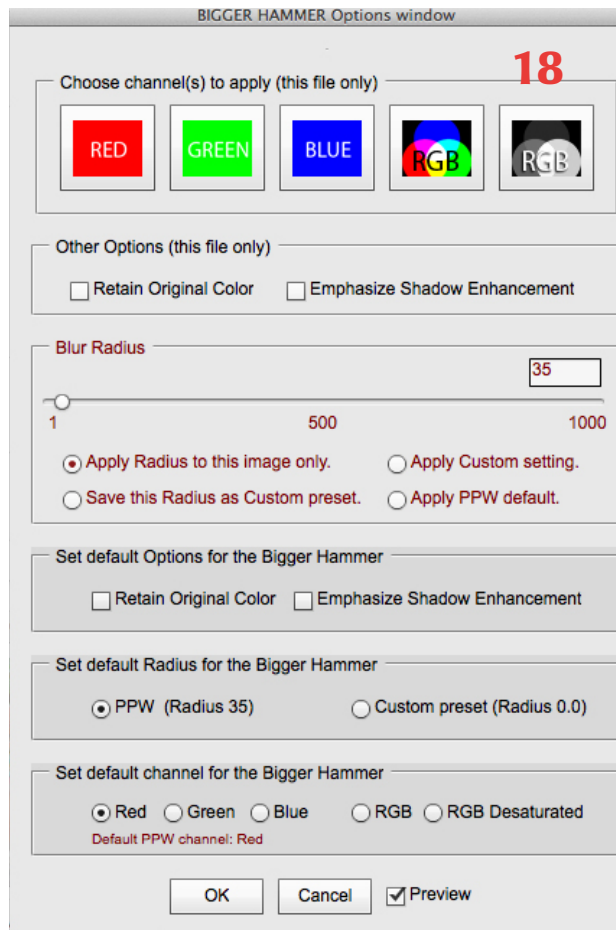 BIGGER HAMMER Options window
18
Choose channel(s) to apply (this file only)
RED GREEN BLUE RGB RGB
Other Options (this file only)
Retain Original Color Emphasize Shadow Enhancement
Blur Radius
35
1 500 1000
Apply Radius to this image only. Apply Custom setting.
Save this Radius as Custom preset. Apply PPW default.
Set default Options for the Bigger Hammer
Retain Original Color Emphasize Shadow Enhancement
Set default Radius for the Bigger Hammer
PPW (Radius 35) Custom preset (Radius 0.0)
Set default channel for the Bigger Hammer
Red Green Blue RGB RGB Desaturated
Default PPW channel: Red
OK Cancel Preview